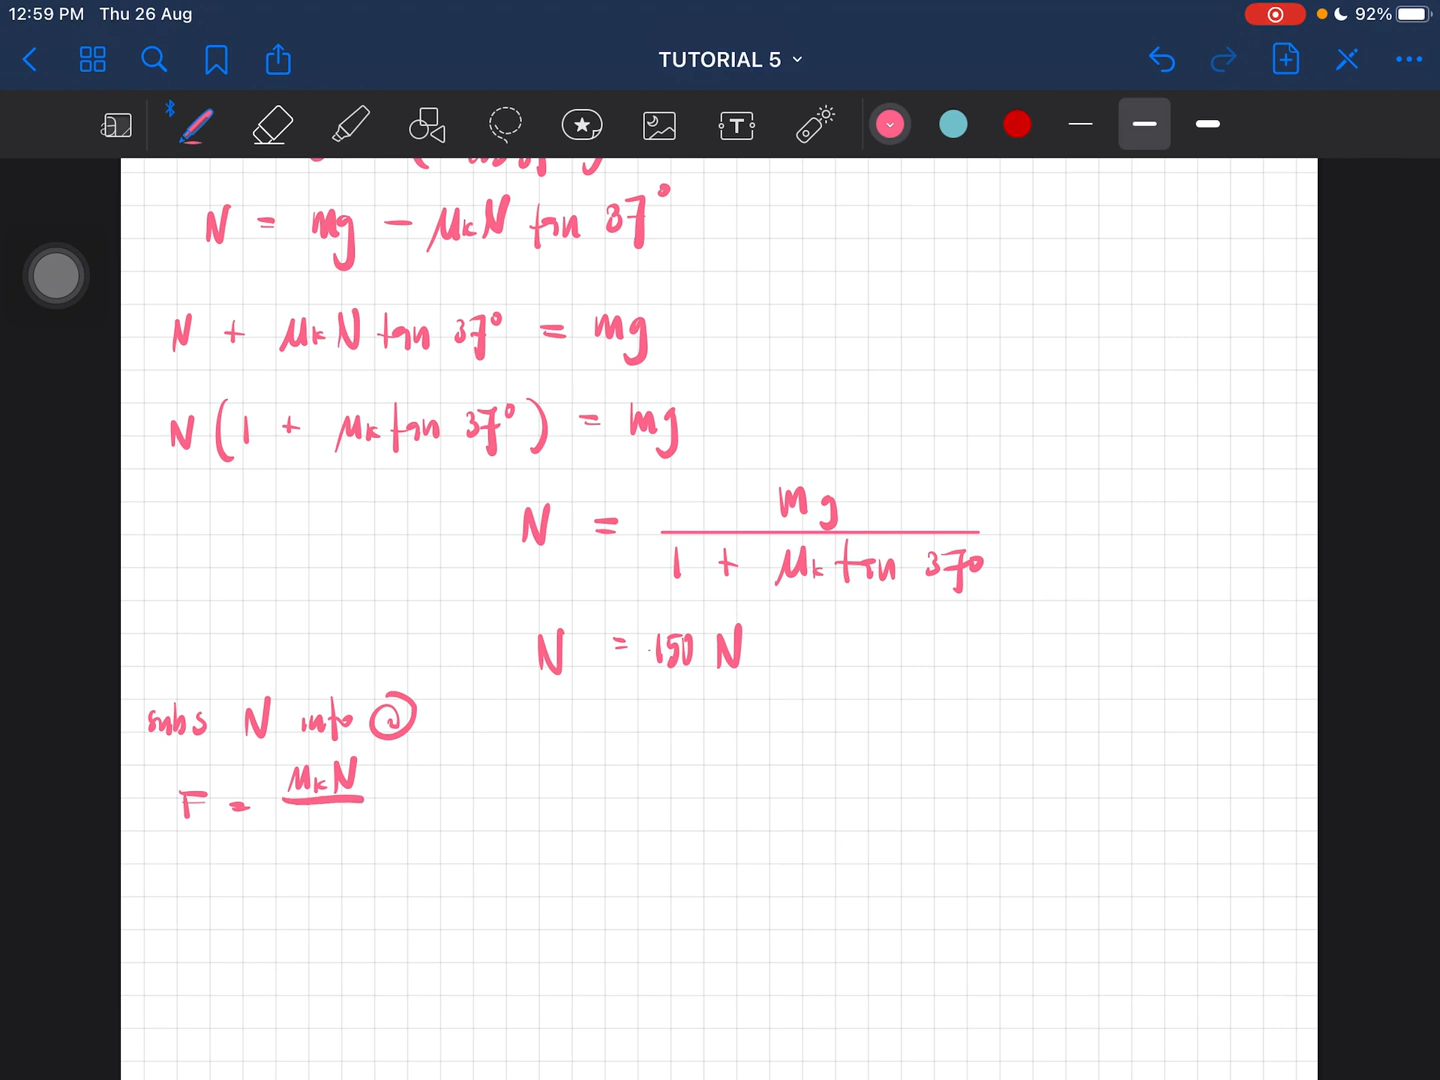 12:59 PM Thu 26 Aug 92%
TUTORIAL 5
N = mg - μkN tan 37°
N + μkN tan 37° = mg
N (1 + μk tan 37°) = mg
N = mg / 1 + μk tan 37°
N = 150 N
subs N into ②
F = μkN